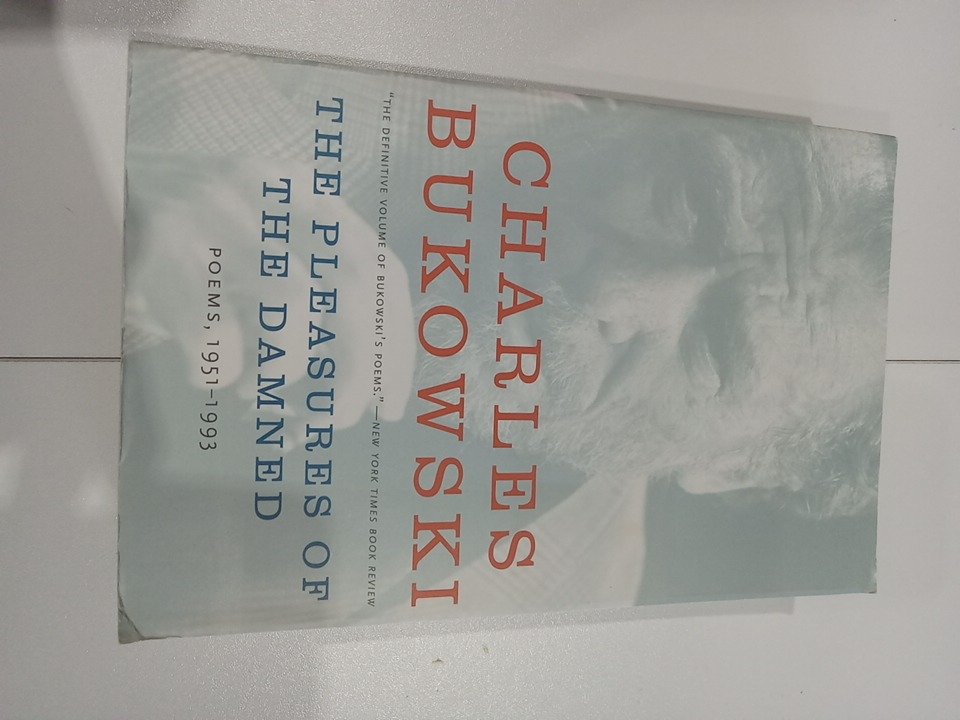 CHARLES
BUKOWSKI
"THE DEFINITIVE VOLUME OF BUKOWSKI'S POEMS."—NEW YORK TIMES BOOK REVIEW
THE PLEASURES OF
THE DAMNED
POEMS, 1951–1993